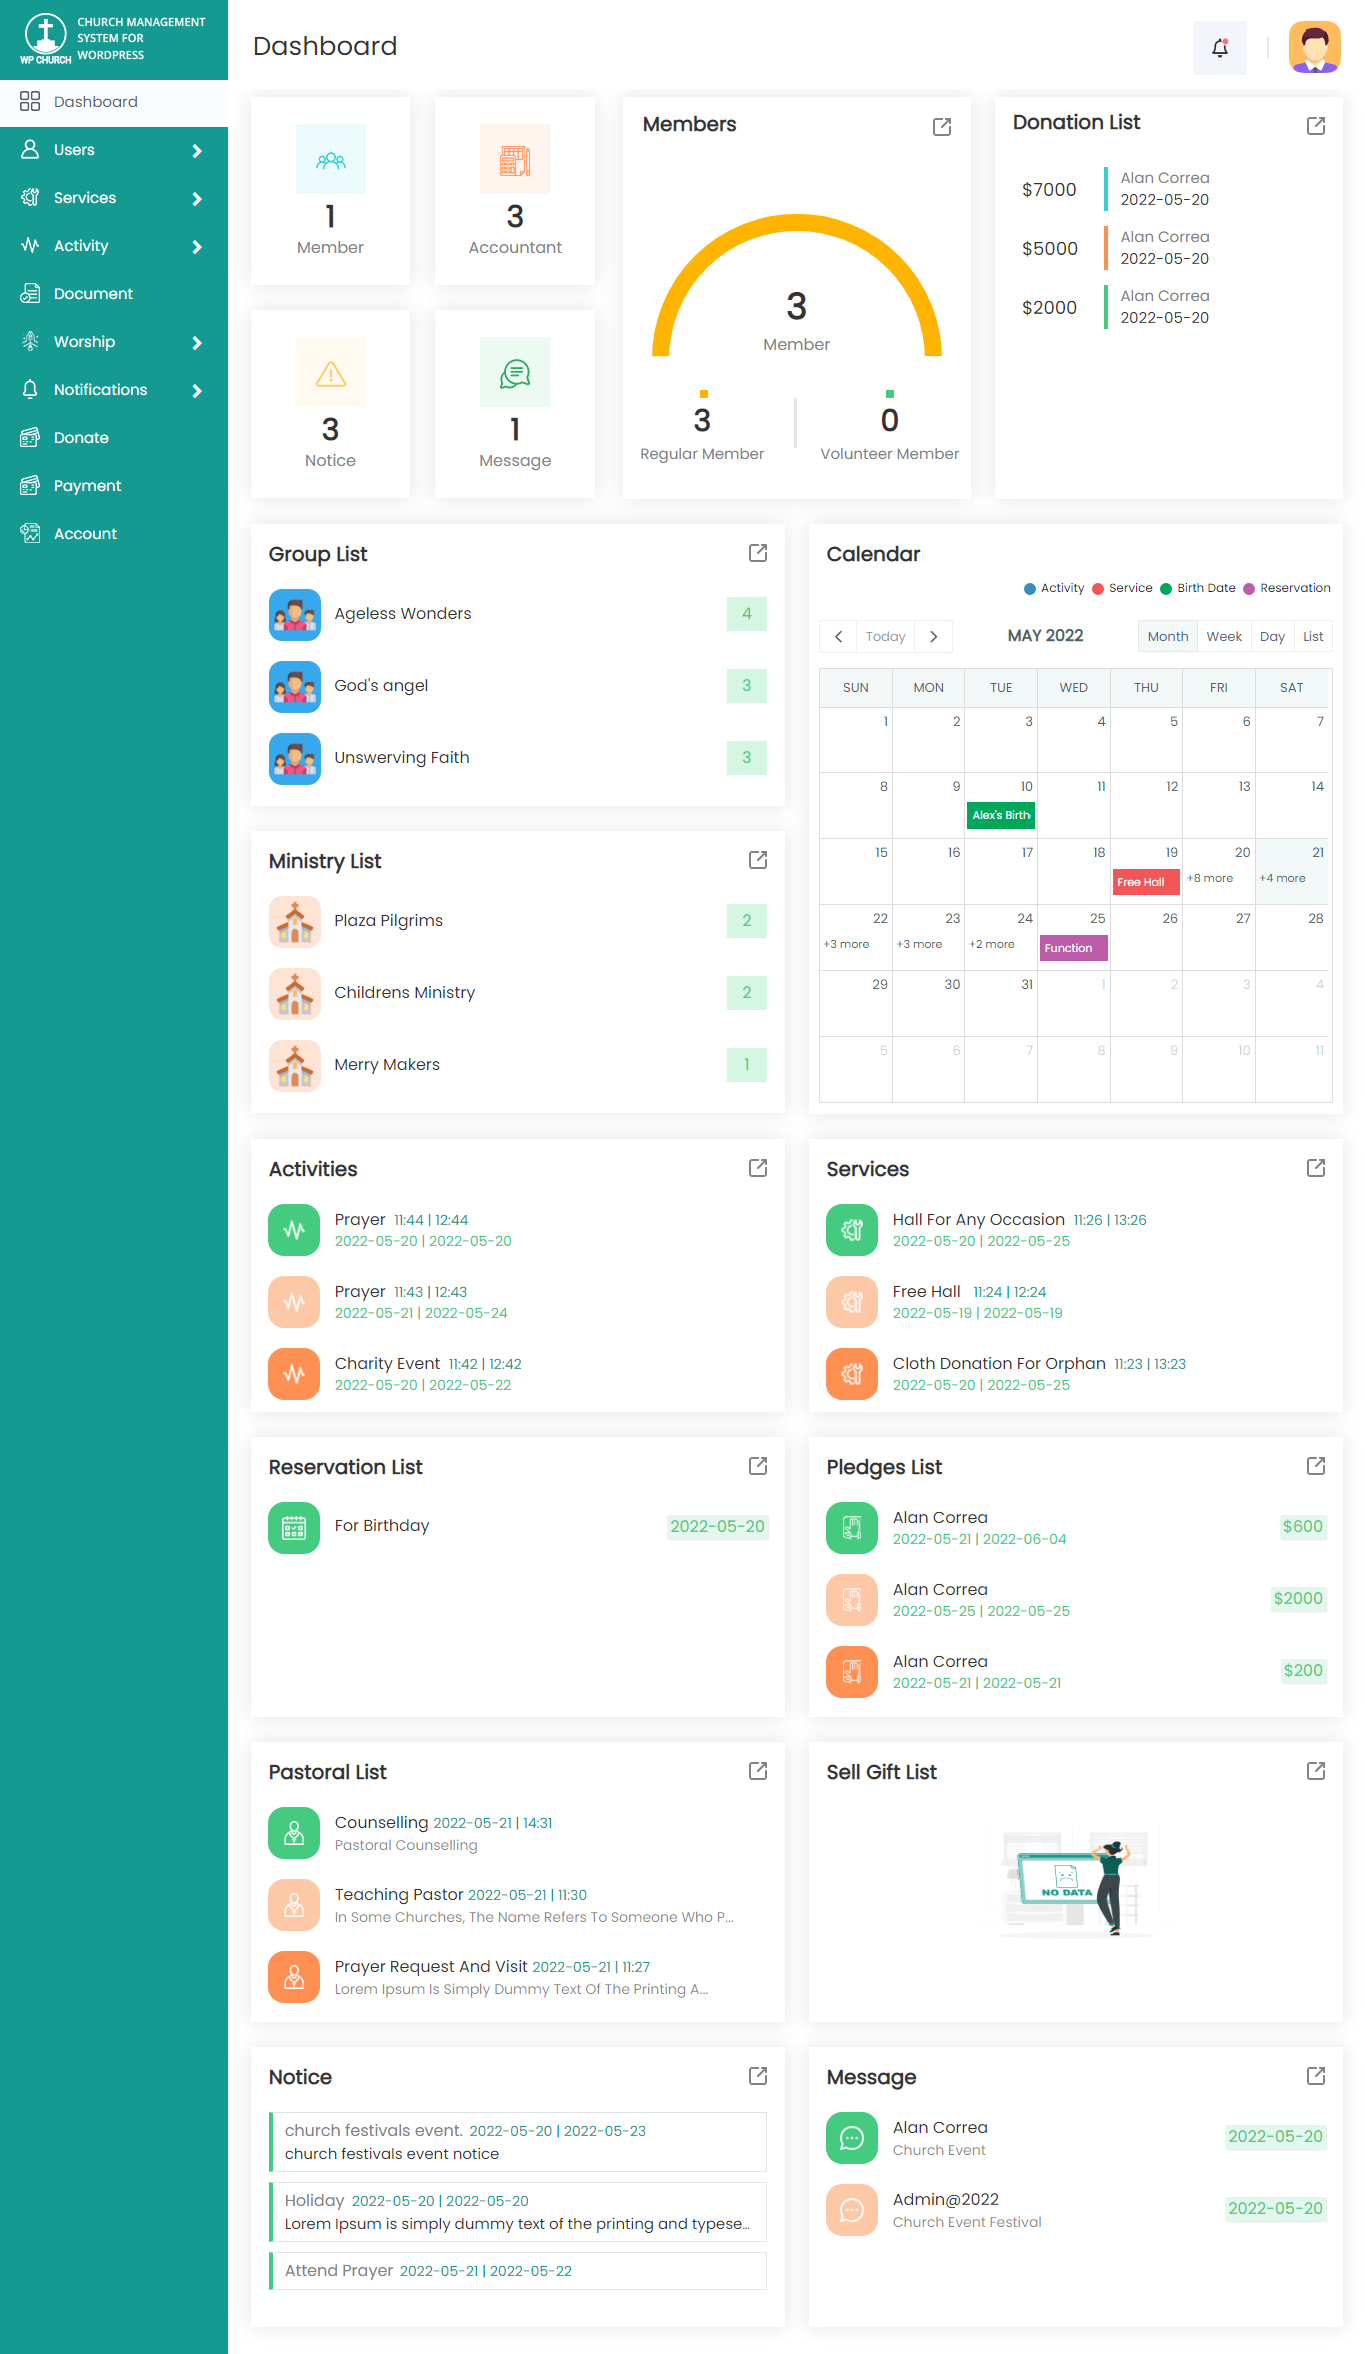 CHURCH MANAGEMENT
SYSTEM FOR
WORDPRESS
WP CHURCH
Dashboard
Users
Services
Activity
Document
Worship
Notifications
Donate
Payment
Account
Dashboard
1
Member
3
Accountant
3
Notice
1
Message
Members
3
Member
3
Regular Member
0
Volunteer Member
Donation List
$7000
Alan Correa
2022-05-20
$5000
Alan Correa
2022-05-20
$2000
Alan Correa
2022-05-20
Group List
Ageless Wonders 4
God's angel 3
Unswerving Faith 3
Ministry List
Plaza Pilgrims 2
Childrens Ministry 2
Merry Makers 1
Calendar
Activity Service Birth Date Reservation
Today MAY 2022 Month Week Day List
SUN MON TUE WED THU FRI SAT
1 2 3 4 5 6 7
8 9 10 11 12 13 14
Alex's Birth
15 16 17 18 19 20 21
Free Hall +8 more +4 more
22 23 24 25 26 27 28
+3 more +3 more +2 more Function
29 30 31 1 2 3 4
5 6 7 8 9 10 11
Activities
Prayer 11:44 | 12:44
2022-05-20 | 2022-05-20
Prayer 11:43 | 12:43
2022-05-21 | 2022-05-24
Charity Event 11:42 | 12:42
2022-05-20 | 2022-05-22
Services
Hall For Any Occasion 11:26 | 13:26
2022-05-20 | 2022-05-25
Free Hall 11:24 | 12:24
2022-05-19 | 2022-05-19
Cloth Donation For Orphan 11:23 | 13:23
2022-05-20 | 2022-05-25
Reservation List
For Birthday 2022-05-20
Pledges List
Alan Correa $600
2022-05-21 | 2022-06-04
Alan Correa $2000
2022-05-25 | 2022-05-25
Alan Correa $200
2022-05-21 | 2022-05-21
Pastoral List
Counselling 2022-05-21 | 14:31
Pastoral Counselling
Teaching Pastor 2022-05-21 | 11:30
In Some Churches, The Name Refers To Someone Who P...
Prayer Request And Visit 2022-05-21 | 11:27
Lorem Ipsum Is Simply Dummy Text Of The Printing A...
Sell Gift List
NO DATA
Notice
church festivals event. 2022-05-20 | 2022-05-23
church festivals event notice
Holiday 2022-05-20 | 2022-05-20
Lorem Ipsum is simply dummy text of the printing and typese...
Attend Prayer 2022-05-21 | 2022-05-22
Message
Alan Correa 2022-05-20
Church Event
Admin@2022 2022-05-20
Church Event Festival